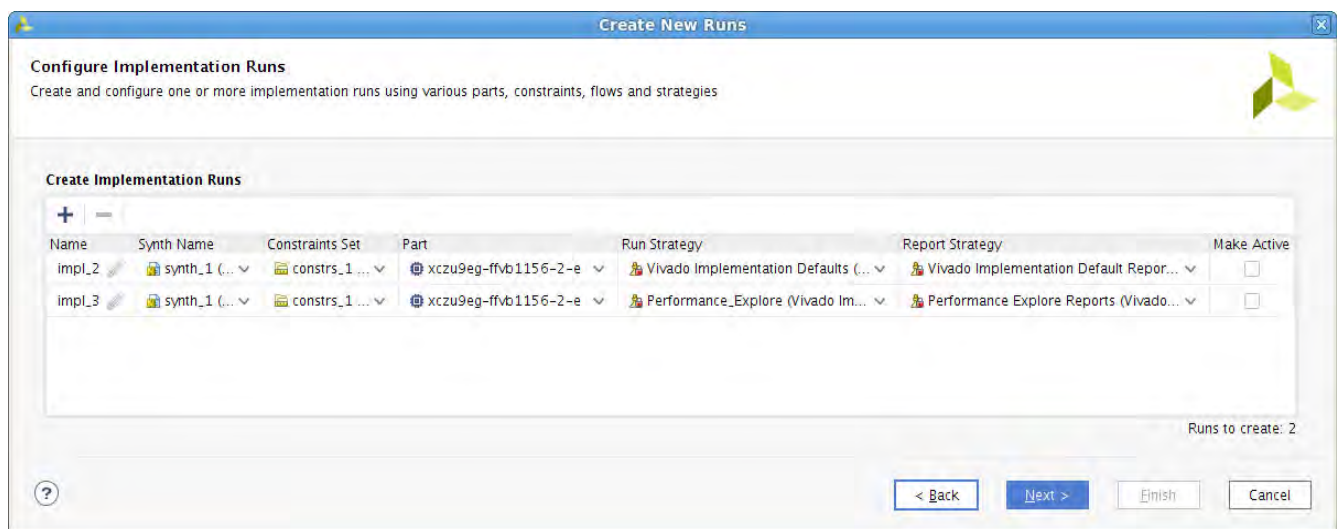 Create New Runs
Configure Implementation Runs
Create and configure one or more implementation runs using various parts, constraints, flows and strategies
Create Implementation Runs
Name Synth Name Constraints Set Part Run Strategy Report Strategy Make Active
impl_2 synth_1 (... constrs_1 ... xczu9eg-ffvb1156-2-e Vivado Implementation Defaults (... Vivado Implementation Default Repor...
impl_3 synth_1 (... constrs_1 ... xczu9eg-ffvb1156-2-e Performance_Explore (Vivado Im... Performance Explore Reports (Vivado...
Runs to create: 2
? < Back Next > Finish Cancel